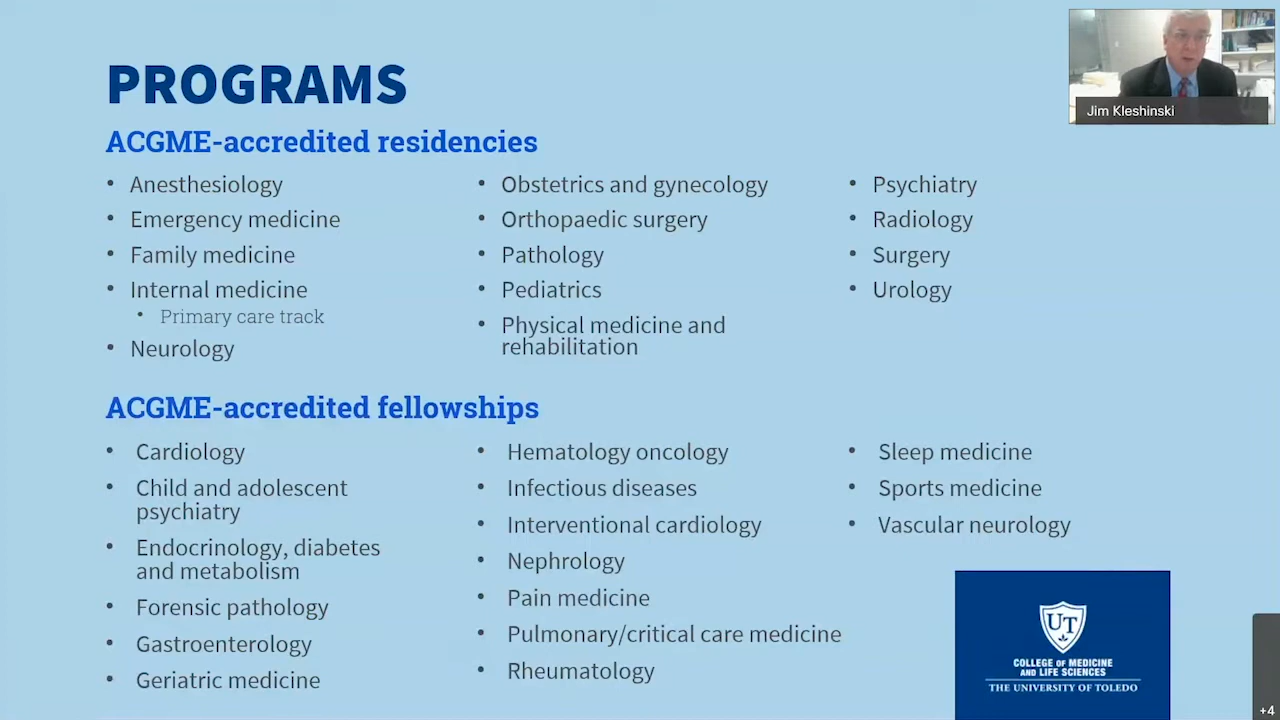 PROGRAMS
Jim Kleshinski
ACGME-accredited residencies
• Anesthesiology
• Emergency medicine
• Family medicine
• Internal medicine
• Primary care track
• Neurology
• Obstetrics and gynecology
• Orthopaedic surgery
• Pathology
• Pediatrics
• Physical medicine and
rehabilitation
• Psychiatry
• Radiology
• Surgery
• Urology
ACGME-accredited fellowships
• Cardiology
• Child and adolescent
psychiatry
• Endocrinology, diabetes
and metabolism
• Forensic pathology
• Gastroenterology
• Geriatric medicine
• Hematology oncology
• Infectious diseases
• Interventional cardiology
• Nephrology
• Pain medicine
• Pulmonary/critical care medicine
• Rheumatology
• Sleep medicine
• Sports medicine
• Vascular neurology
UT
COLLEGE OF MEDICINE
AND LIFE SCIENCES
THE UNIVERSITY OF TOLEDO
+4